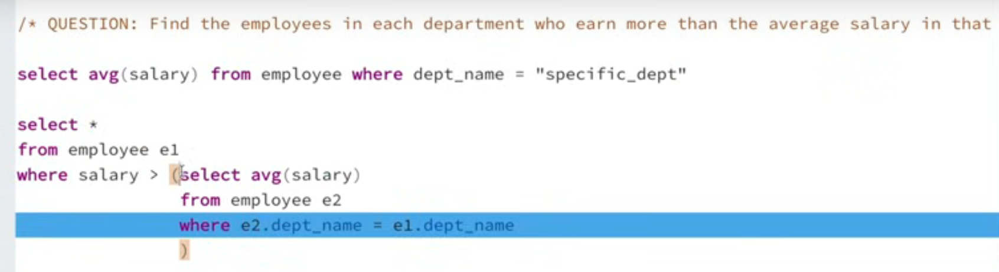 /* QUESTION: Find the employees in each department who earn more than the average salary in that
select avg(salary) from employee where dept_name = "specific_dept"
select *
from employee e1
where salary > (select avg(salary)
from employee e2
where e2.dept_name = e1.dept_name
)